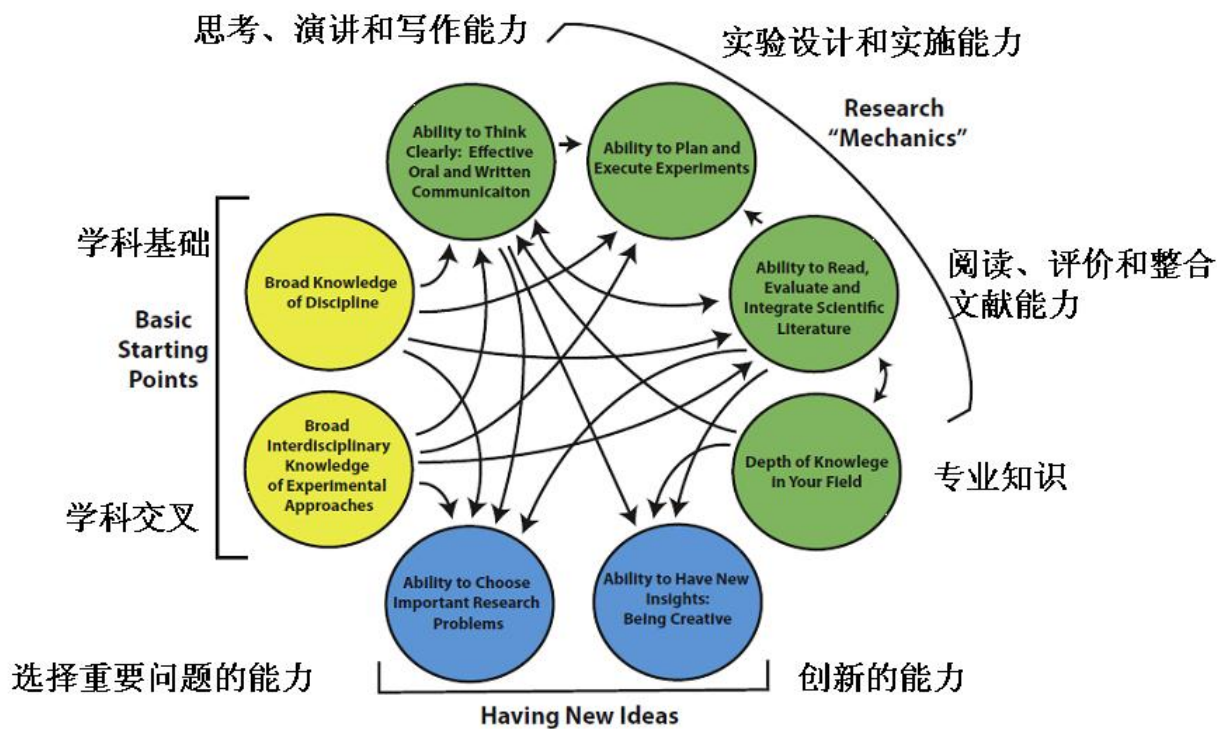 思考、演讲和写作能力
实验设计和实施能力
Research
“Mechanics”
Ability to Think
Clearly: Effective
Oral and Written
Communicaiton
Ability to Plan and
Execute Experiments
学科基础
Broad Knowledge
of Discipline
Ability to Read,
Evaluate and
Integrate Scientific
Literature
阅读、评价和整合
文献能力
Basic
Starting
Points
Broad
Interdisciplinary
Knowledge
of Experimental
Approaches
Depth of Knowlege
in Your Field
专业知识
学科交叉
Ability to Choose
Important Research
Problems
Ability to Have New
Insights:
Being Creative
选择重要问题的能力
创新的能力
Having New Ideas